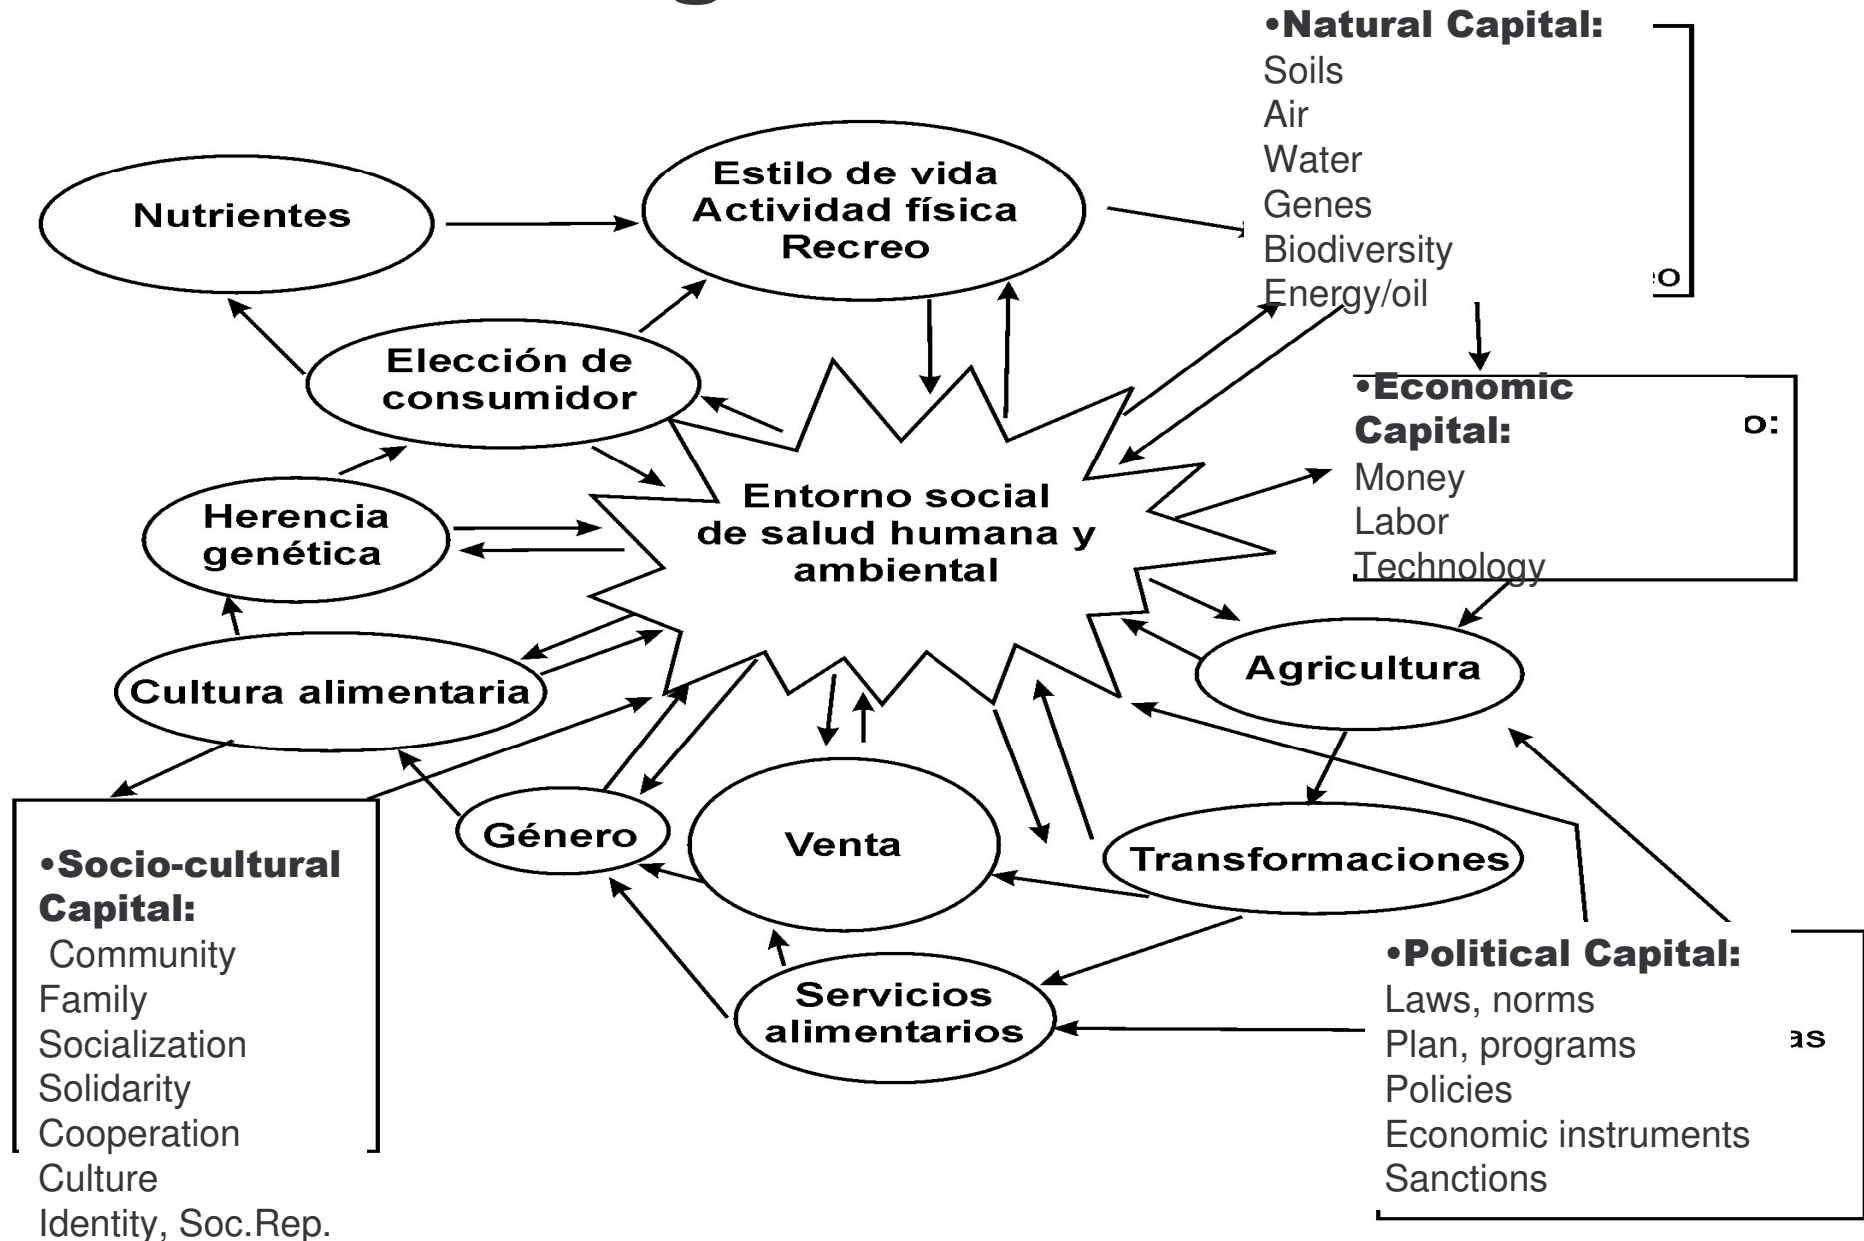 •Natural Capital:
Soils
Air
Water
Genes
Biodiversity
Energy/oil
Estilo de vida
Actividad física
Recreo
Nutrientes
Elección de
consumidor
•Economic
Capital:
Money
Labor
Technology
o:
Entorno social
de salud humana y
ambiental
Herencia
genética
Agricultura
Cultura alimentaria
Género
Venta
Transformaciones
•Socio-cultural
Capital:
Community
Family
Socialization
Solidarity
Cooperation
Culture
Identity, Soc.Rep.
Servicios
alimentarios
•Political Capital:
Laws, norms
Plan, programs
Policies
Economic instruments
Sanctions
as